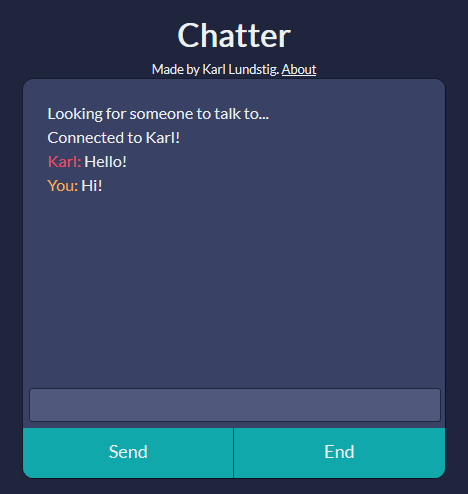 Chatter
Made by Karl Lundstig. About
Looking for someone to talk to...
Connected to Karl!
Karl: Hello!
You: Hi!
Send
End